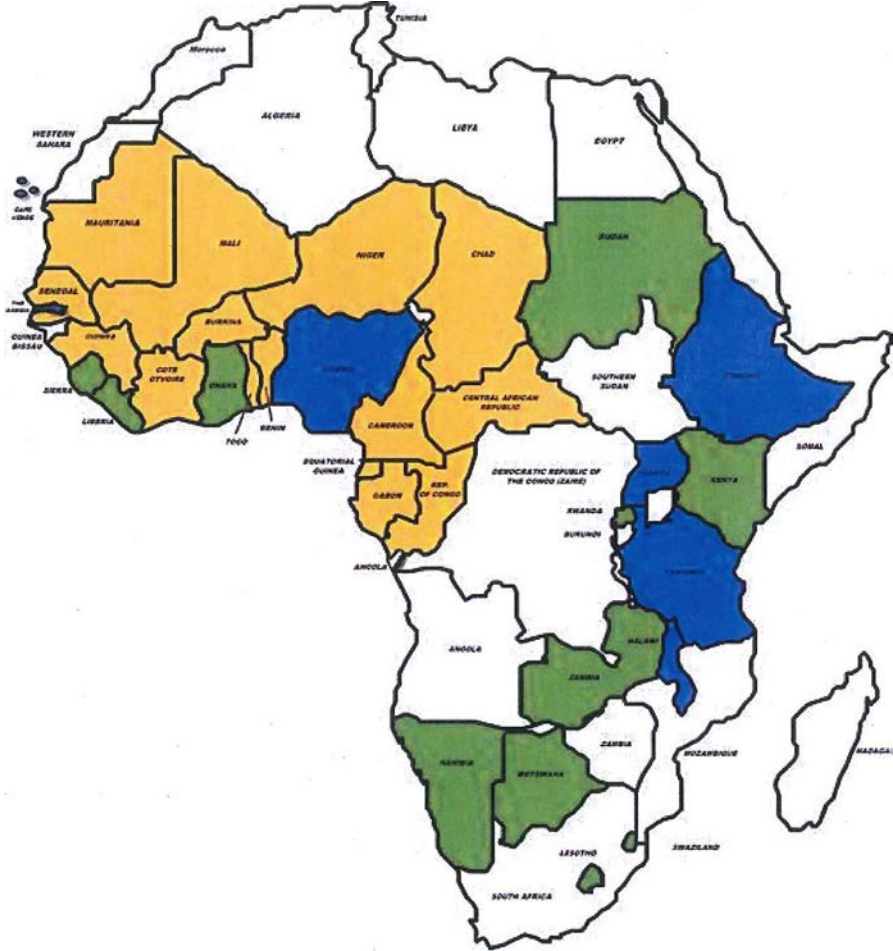 TUNISIA
Morocco
ALGERIA
LIBYA
EGYPT
WESTERN
SAHARA
CAPE
VERDE
MAURITANIA
MALI
NIGER
CHAD
SUDAN
SENEGAL
THE
GAMBIA
GUINEA
BISSAU
GUINEA
BURKINA
COTE
GHANA
SIERRA
LIBERIA
TOGO
BENIN
CAMEROON
CENTRAL AFRICAN
REPUBLIC
SOUTHERN
SUDAN
SOMAL
EQUATORIAL
GUINEA
GABON
REP.
OF CONGO
DEMOCRATIC REPUBLIC OF
THE CONGO (ZAIRE)
KENYA
RWANDA
BURUNDI
ANGOLA
ANGOLA
MALAWI
ZAMBIA
ZAMBIA
MOZAMBIQUE
MADAGAS
NAMIBIA
BOTSWANA
LESOTHO
SWAZILAND
SOUTH AFRICA